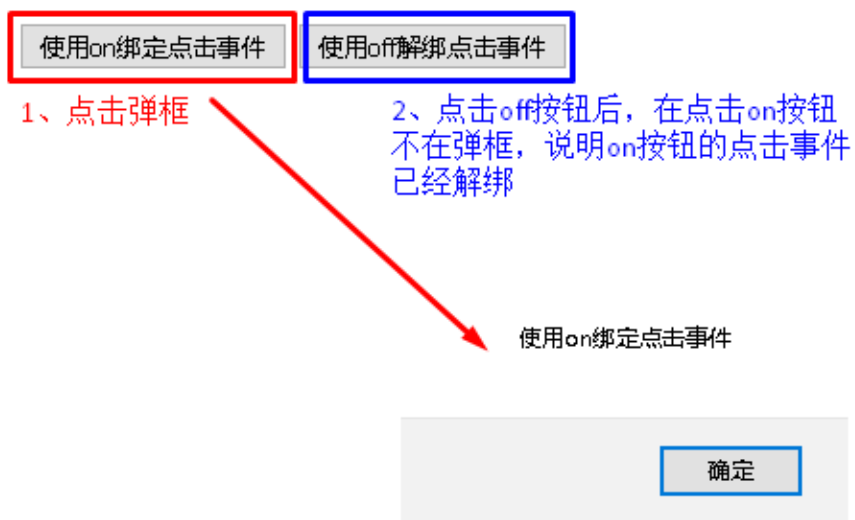 使用on绑定点击事件
使用off解绑点击事件
1、点击弹框
2、点击off按钮后，在点击on按钮
不在弹框，说明on按钮的点击事件
已经解绑
使用on绑定点击事件
确定